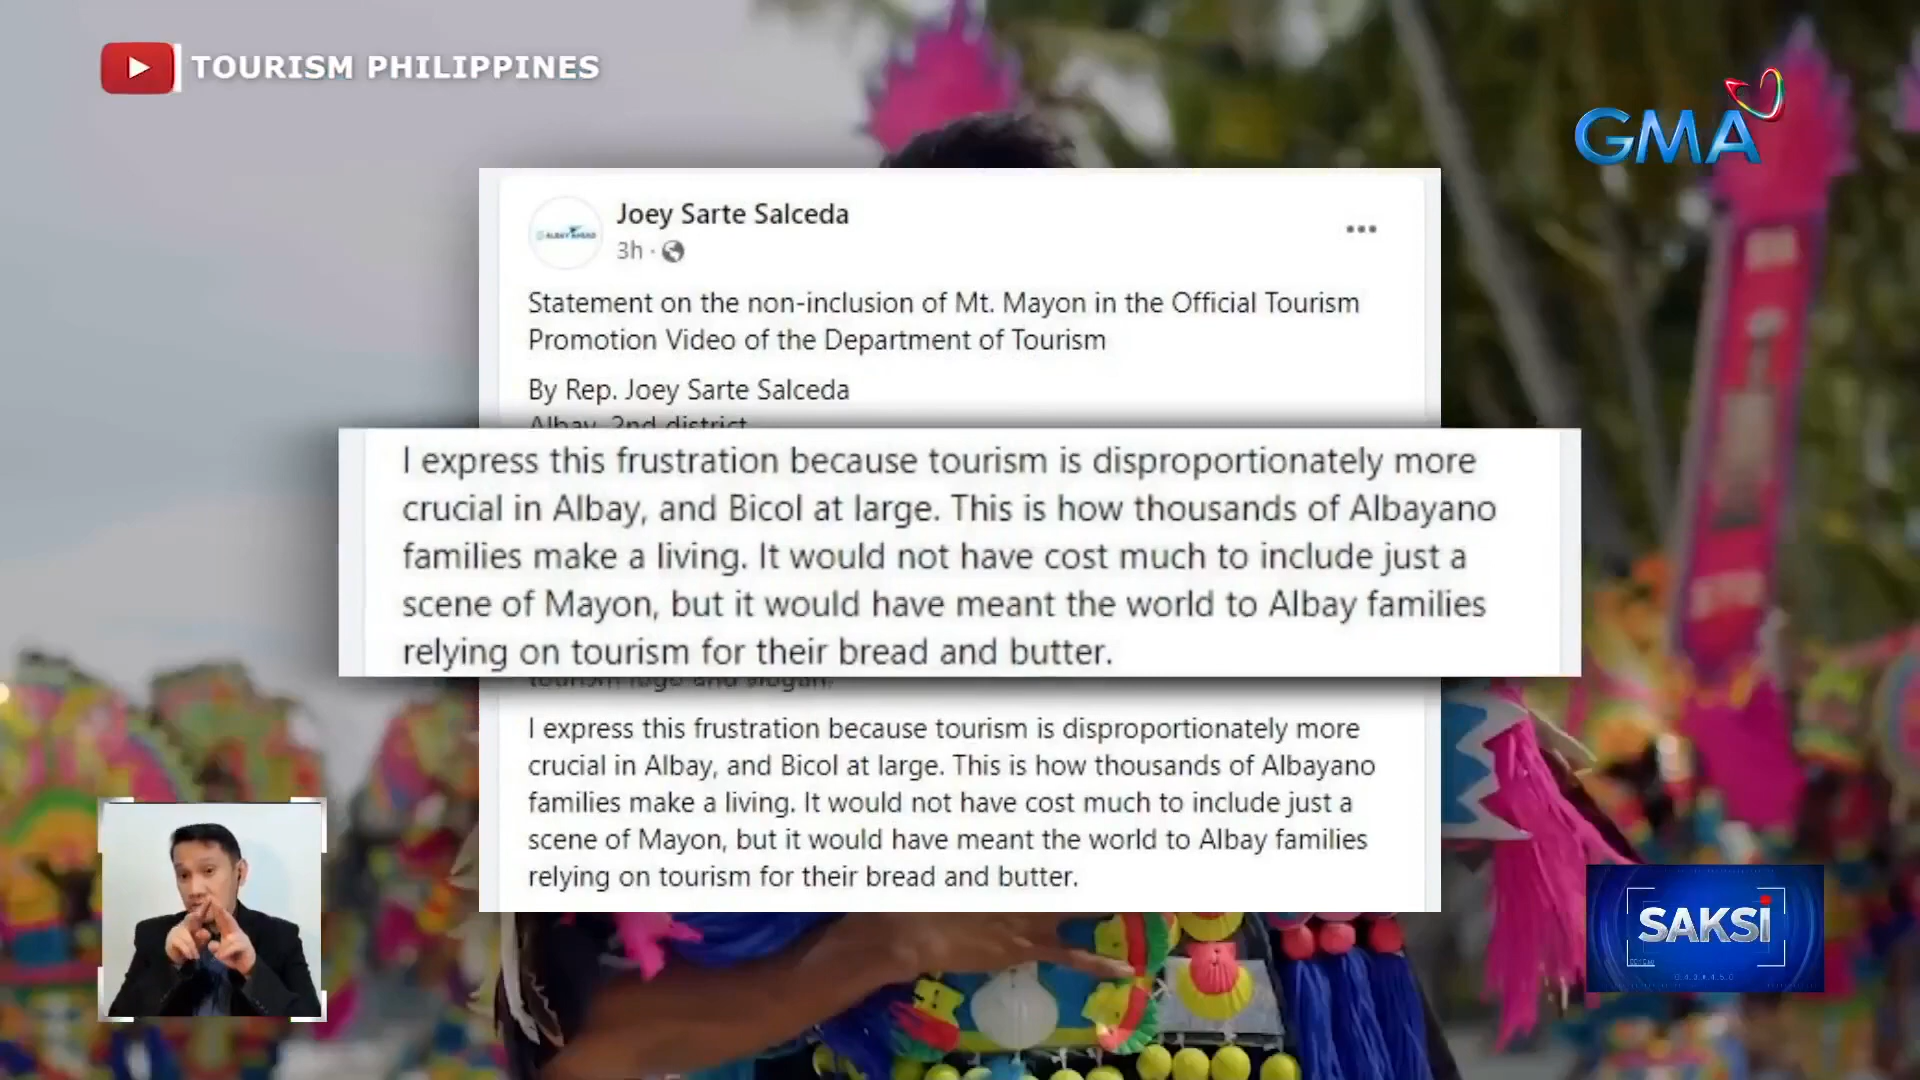 TOURISM PHILIPPINES
GMA
Joey Sarte Salceda
3h
Statement on the non-inclusion of Mt. Mayon in the Official Tourism
Promotion Video of the Department of Tourism
By Rep. Joey Sarte Salceda
Albay, 2nd district
I express this frustration because tourism is disproportionately more
crucial in Albay, and Bicol at large. This is how thousands of Albayano
families make a living. It would not have cost much to include just a
scene of Mayon, but it would have meant the world to Albay families
relying on tourism for their bread and butter.
tourism logo and slogan.
I express this frustration because tourism is disproportionately more
crucial in Albay, and Bicol at large. This is how thousands of Albayano
families make a living. It would not have cost much to include just a
scene of Mayon, but it would have meant the world to Albay families
relying on tourism for their bread and butter.
SAKSI